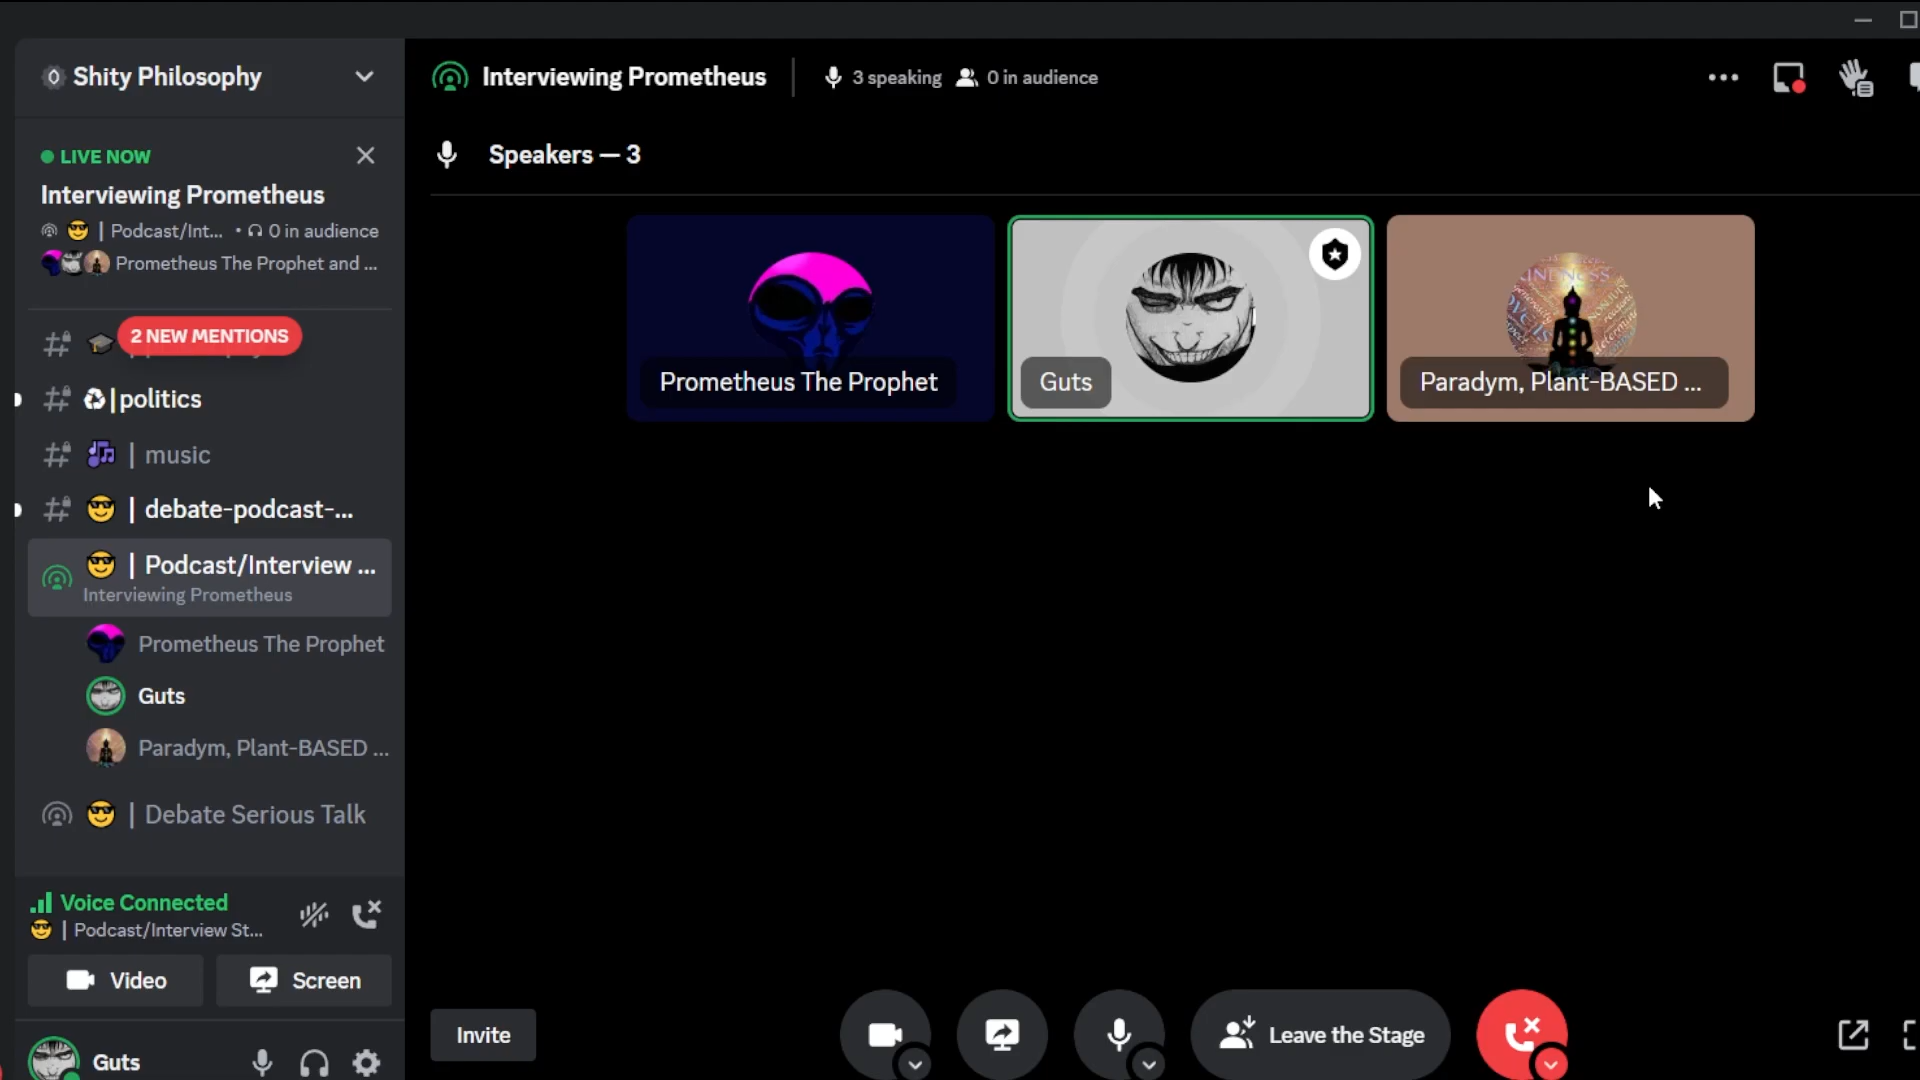 Shity Philosophy
LIVE NOW
Interviewing Prometheus
| Podcast/Int... • 0 in audience
Prometheus The Prophet and ...
2 NEW MENTIONS
|politics
| music
| debate-podcast-...
| Podcast/Interview ...
Interviewing Prometheus
Prometheus The Prophet
Guts
Paradym, Plant-BASED ...
| Debate Serious Talk
Voice Connected
| Podcast/Interview St...
Video
Screen
Guts
Interviewing Prometheus
3 speaking
0 in audience
Speakers — 3
Prometheus The Prophet
Guts
Paradym, Plant-BASED ...
Invite
Leave the Stage